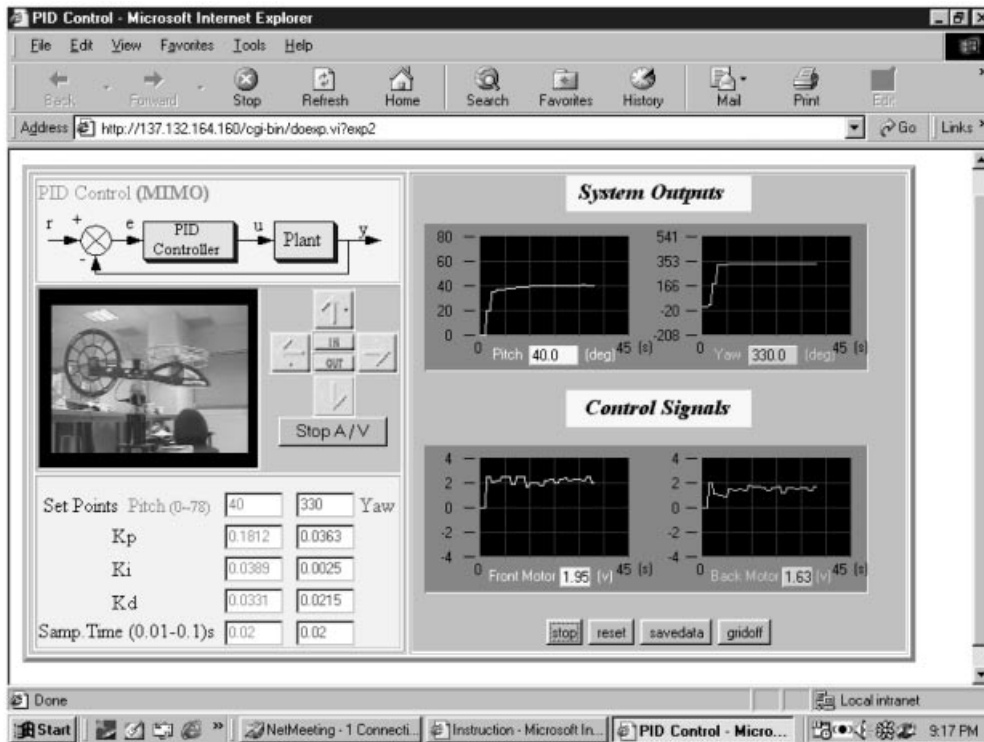 PID Control - Microsoft Internet Explorer
File Edit View Favorites Tools Help
Back Forward Stop Refresh Home Search Favorites History Mail Print Edit
Address http://137.132.164.160/cgi-bin/doexp.vi?exp2 Go Links »
PID Control (MIMO)
r + e PID Controller u Plant y
-
IN
OUT
Stop A/V
Set Points Pitch (0~78) 40 330 Yaw
Kp 0.1812 0.0363
Ki 0.0389 0.0025
Kd 0.0331 0.0215
Samp.Time (0.01-0.1)s 0.02 0.02
System Outputs
80
60
40
20
0
0 Pitch 40.0 (deg) 45 (s)
541
353
166
-20
-208
0 Yaw 330.0 (deg) 45 (s)
Control Signals
4
2
0
-2
-4
0 Front Motor 1.95 (v) 45 (s)
4
2
0
-2
-4
0 Back Motor 1.63 (v) 45 (s)
stop reset savedata gridoff
Done Local intranet
Start » NetMeeting - 1 Connecti... Instruction - Microsoft In... PID Control - Micro... 9:17 PM